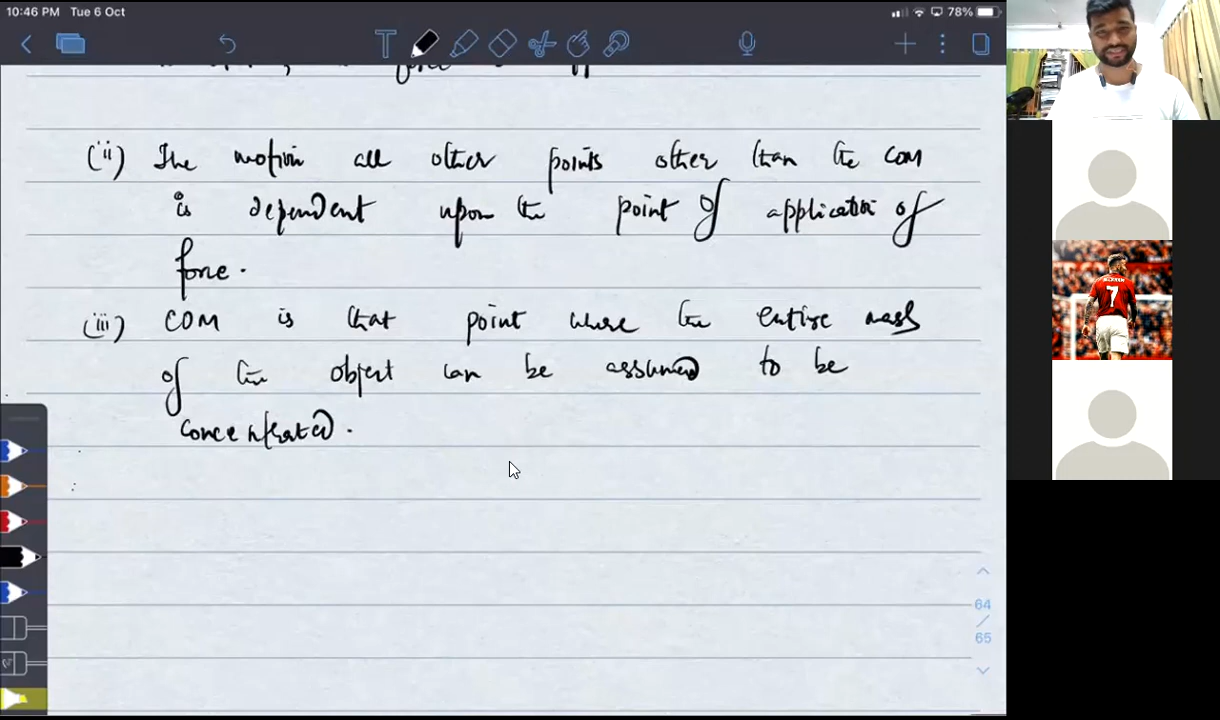 10:46 PM Tue 6 Oct
78%
force
(ii) The motion all other points other than the COM
is dependent upon the point of application of
force.
(iii) COM is that point where the entire mass
of the object can be assumed to be
concentrated.
64
/
65
7